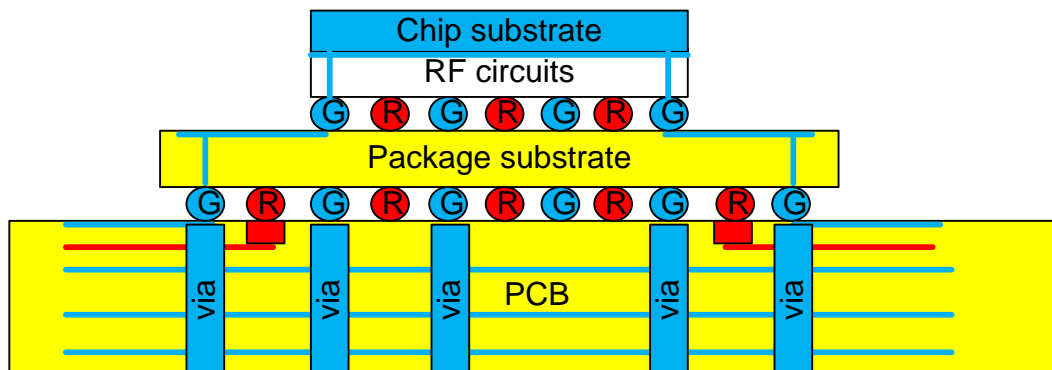 Chip substrate
RF circuits
G R G R G R G
Package substrate
G R G R G R G R G R G
via via via PCB via via